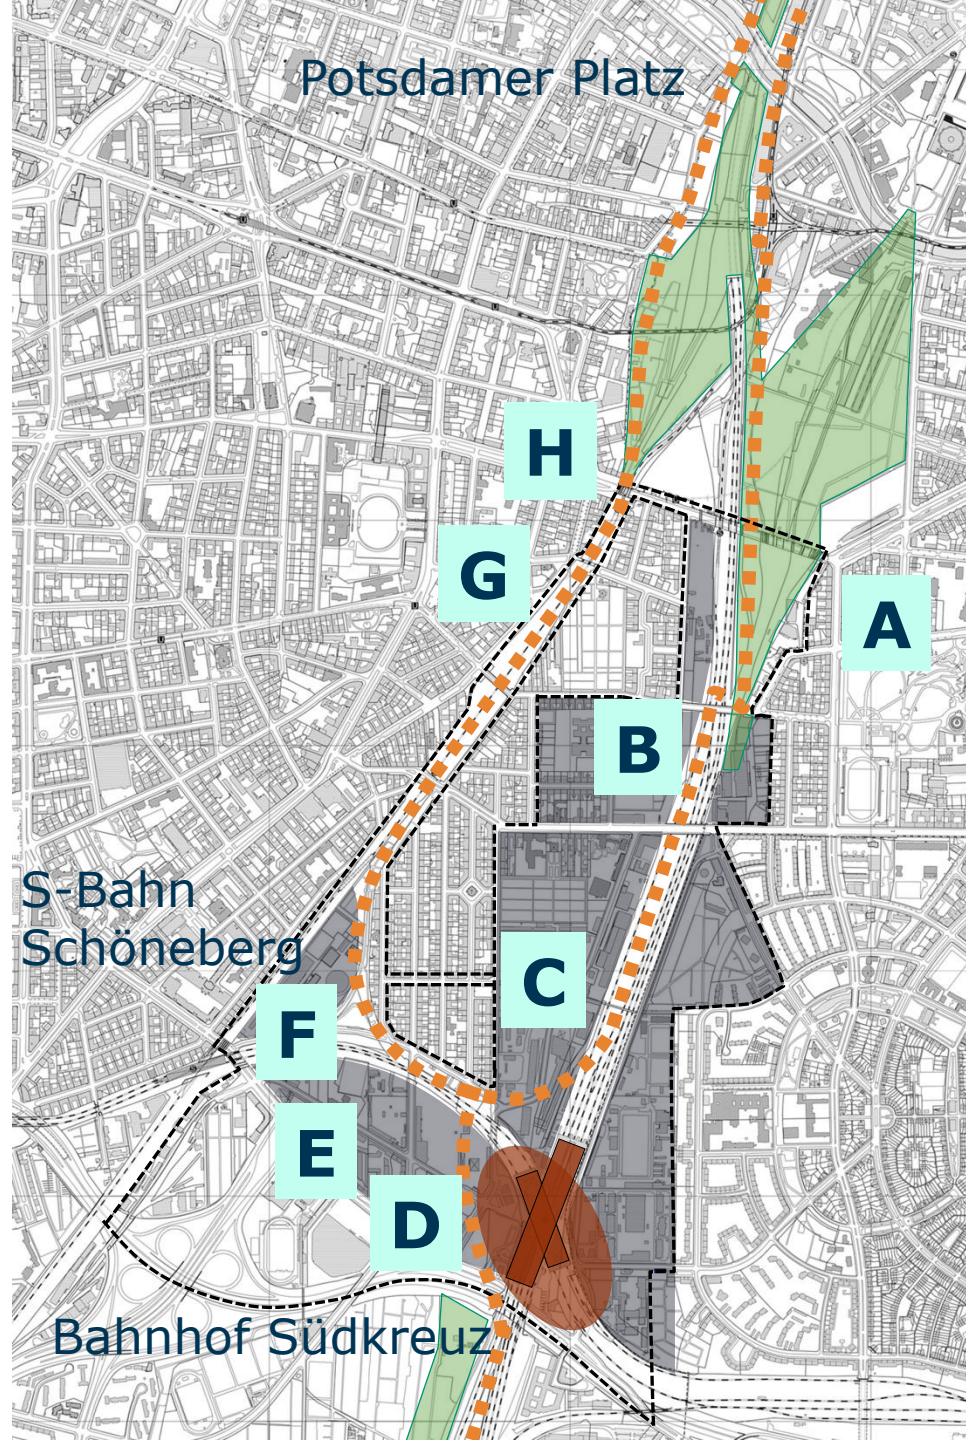 Potsdamer Platz
H
G
A
B
S-Bahn
Schöneberg
C
F
E
D
Bahnhof Südkreuz